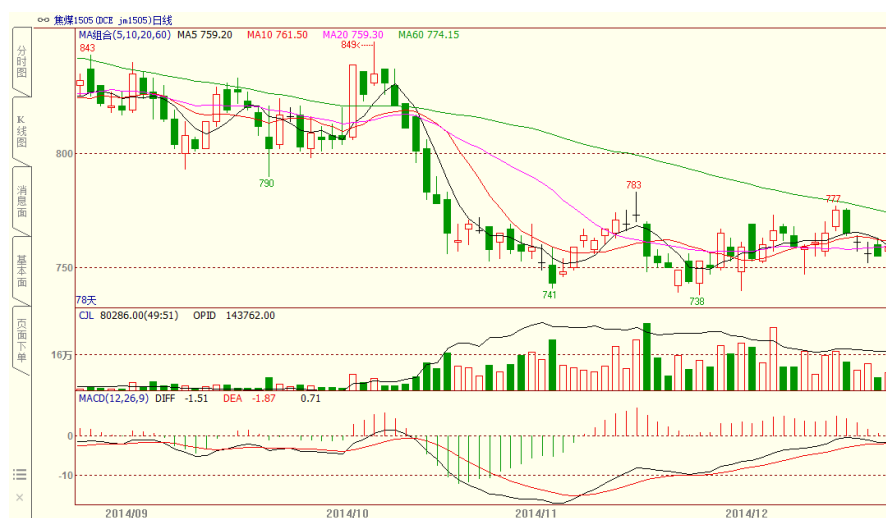 焦煤1505(DCE jm1505)日线
MA组合(5,10,20,60) MA5 759.20 MA10 761.50 MA20 759.30 MA60 774.15
843
849
分时图
K线图
消息面
基本面
页面下单
800
790
783
777
750
741
738
78天
CJL 80286.00(49:51) OPID 143762.00
16万
MACD(12,26,9) DIFF -1.51 DEA -1.87 0.71
0
-10
2014/09 2014/10 2014/11 2014/12